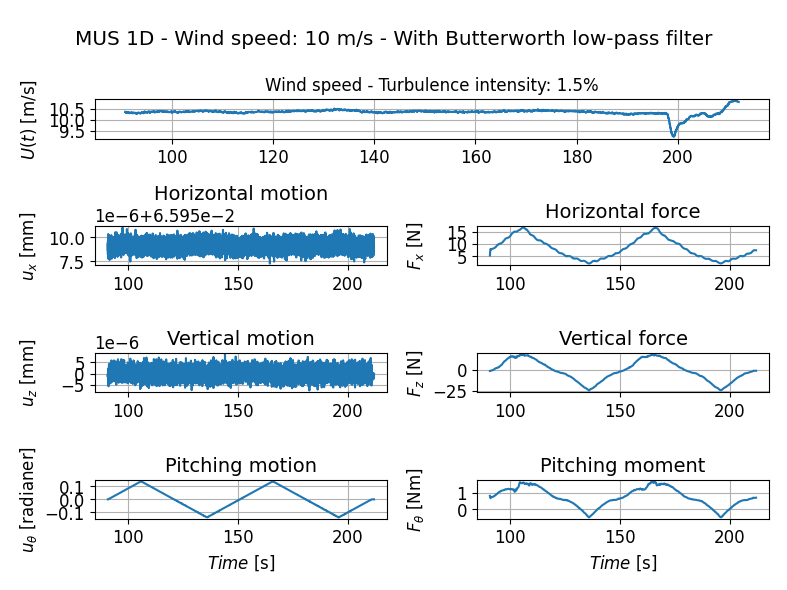 MUS 1D - Wind speed: 10 m/s - With Butterworth low-pass filter
Wind speed - Turbulence intensity: 1.5%
U(t) [m/s]
10.5
10.0
9.5
100 120 140 160 180 200
Horizontal motion
1e-6+6.595e-2
u_x [mm]
10.0
7.5
100 150 200
Horizontal force
F_x [N]
15
10
5
100 150 200
Vertical motion
1e-6
u_z [mm]
5
0
−5
100 150 200
Vertical force
F_z [N]
0
−25
100 150 200
Pitching motion
u_θ [radianer]
0.1
0.0
−0.1
100 150 200
Time [s]
Pitching moment
F_θ [Nm]
1
0
100 150 200
Time [s]